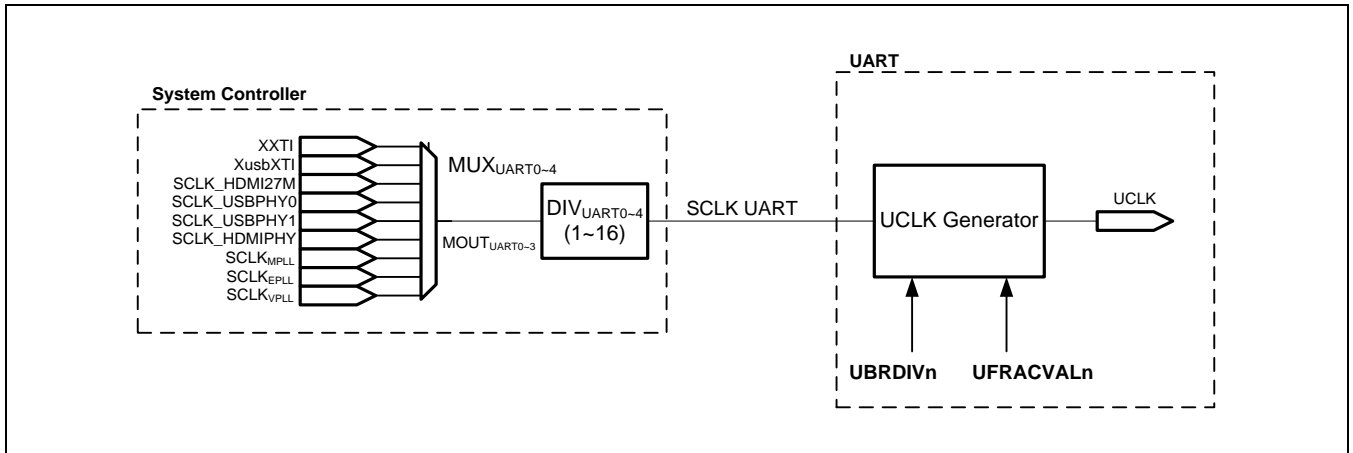 System Controller
XXTI
XusbXTI
SCLK_HDMI27M
SCLK_USBPHY0
SCLK_USBPHY1
SCLK_HDMIPHY
SCLKMPLL
SCLKEPLL
SCLKVPLL
MUXUART0~4
MOUTUART0~3
DIVUART0~4
(1~16)
SCLK UART
UART
UCLK Generator
UCLK
UBRDIVn
UFRACVALn